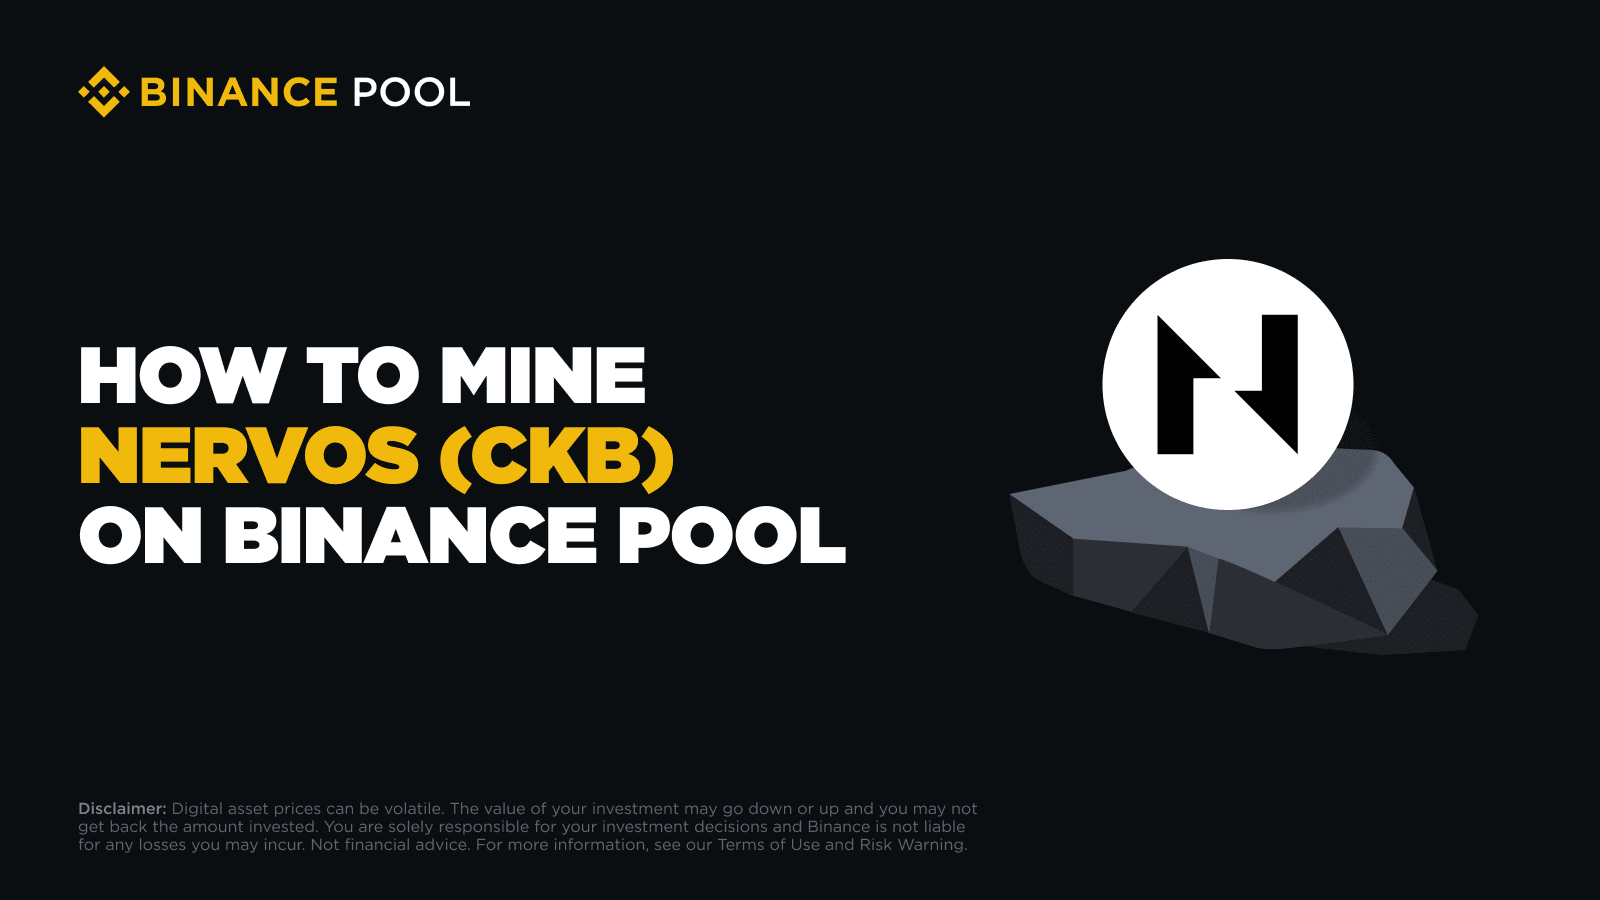 BINANCE POOL
HOW TO MINE
NERVOS (CKB)
ON BINANCE POOL
Disclaimer: Digital asset prices can be volatile. The value of your investment may go down or up and you may not
get back the amount invested. You are solely responsible for your investment decisions and Binance is not liable
for any losses you may incur. Not financial advice. For more information, see our Terms of Use and Risk Warning.